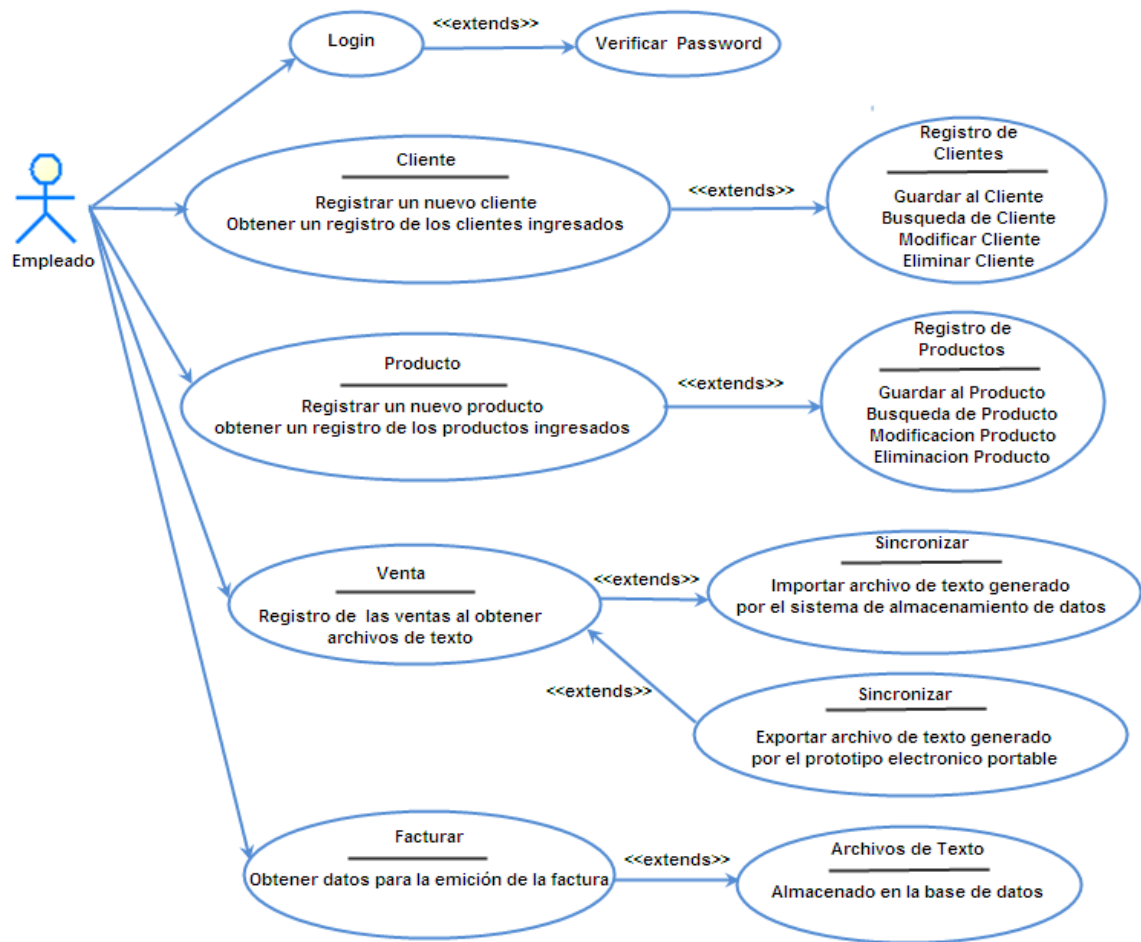 Login
<<extends>>
Verificar Password
Empleado
Cliente
Registrar un nuevo cliente
Obtener un registro de los clientes ingresados
<<extends>>
Registro de
Clientes
Guardar al Cliente
Busqueda de Cliente
Modificar Cliente
Eliminar Cliente
Producto
Registrar un nuevo producto
obtener un registro de los productos ingresados
<<extends>>
Registro de
Productos
Guardar al Producto
Busqueda de Producto
Modificacion Producto
Eliminacion Producto
Venta
Registro de las ventas al obtener
archivos de texto
<<extends>>
Sincronizar
Importar archivo de texto generado
por el sistema de almacenamiento de datos
<<extends>>
Sincronizar
Exportar archivo de texto generado
por el prototipo electronico portable
Facturar
Obtener datos para la emición de la factura
<<extends>>
Archivos de Texto
Almacenado en la base de datos